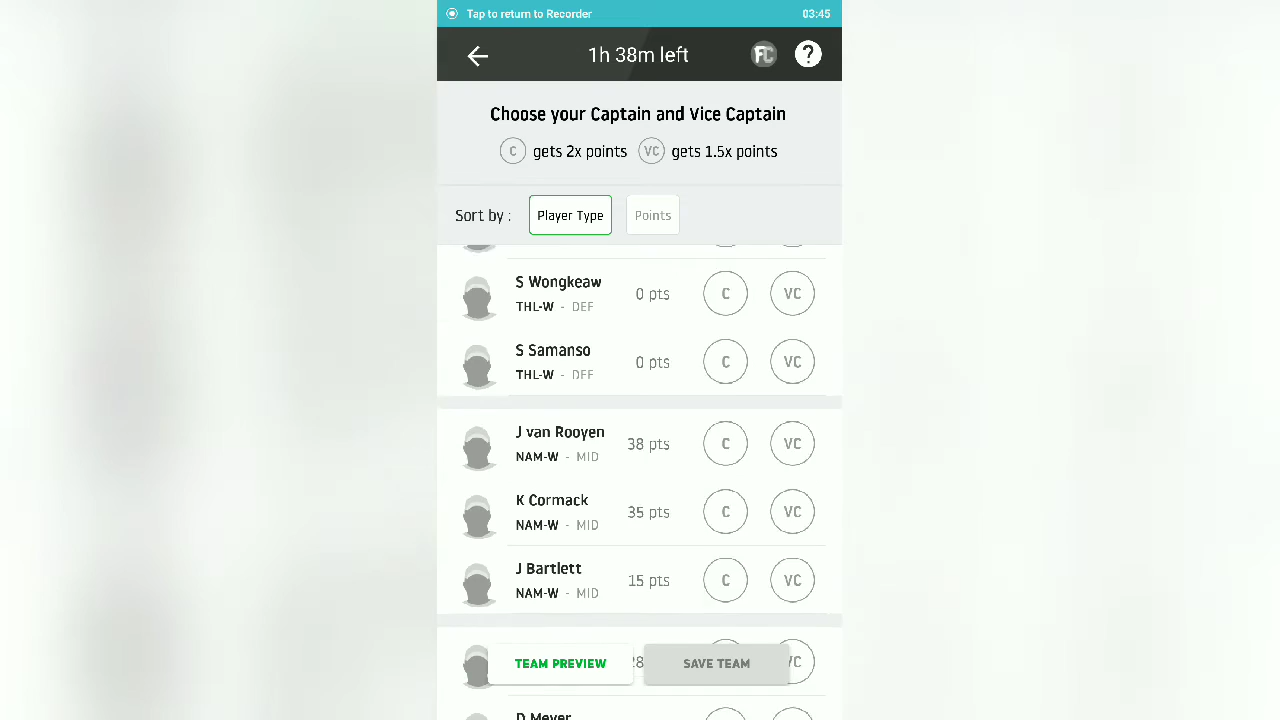 Tap to return to Recorder 03:45
1h 38m left FC ?
Choose your Captain and Vice Captain
C gets 2x points VC gets 1.5x points
Sort by : Player Type Points
S Wongkeaw 0 pts C VC
THL-W - DEF
S Samanso 0 pts C VC
THL-W - DEF
J van Rooyen 38 pts C VC
NAM-W - MID
K Cormack 35 pts C VC
NAM-W - MID
J Bartlett 15 pts C VC
NAM-W - MID
TEAM PREVIEW 28 SAVE TEAM VC
D Meyer